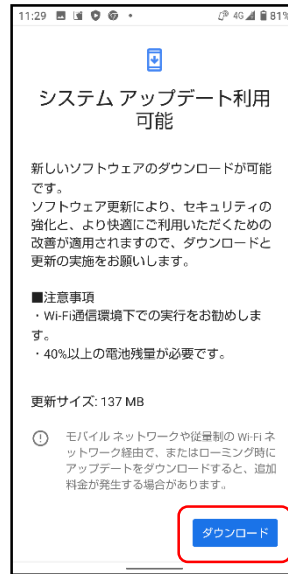 11:29 4G 81%
システム アップデート利用
可能
新しいソフトウェアのダウンロードが可能
です。
ソフトウェア更新により、セキュリティの
強化と、より快適にご利用いただくための
改善が適用されますので、ダウンロードと
更新の実施をお願いします。
■注意事項
・Wi-Fi通信環境下での実行をお勧めしま
す。
・40%以上の電池残量が必要です。
更新サイズ: 137 MB
モバイル ネットワークや従量制の Wi-Fi ネ
ットワーク経由で、またはローミング時に
アップデートをダウンロードすると、追加
料金が発生する場合があります。
ダウンロード